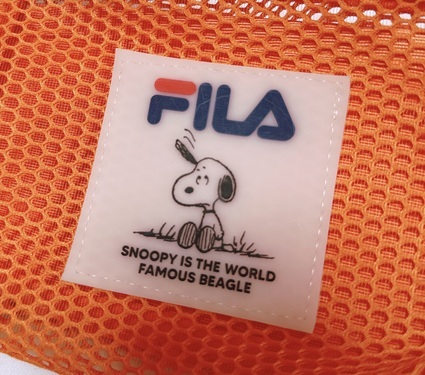 FILA
SNOOPY IS THE WORLD
FAMOUS BEAGLE